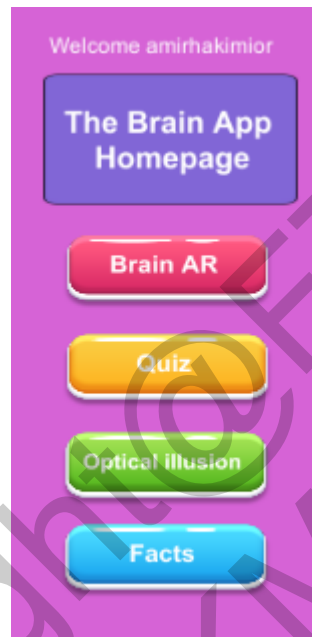 Welcome amirhakimior
The Brain App
Homepage
Brain AR
Quiz
Optical illusion
Facts